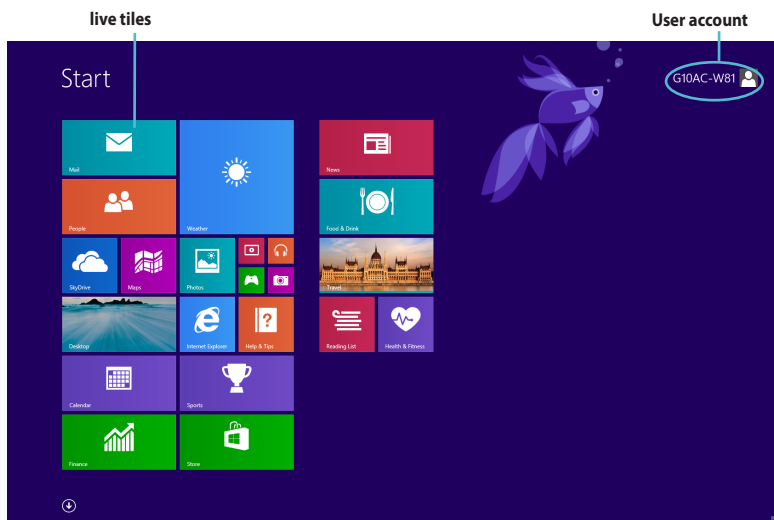 live tiles
User account
Start
G10AC-W81
Mail
Weather
News
People
Food & Drink
SkyDrive
Maps
Photos
Travel
Desktop
Internet Explorer
Help & Tips
Reading List
Health & Fitness
Calendar
Sports
Finance
Store